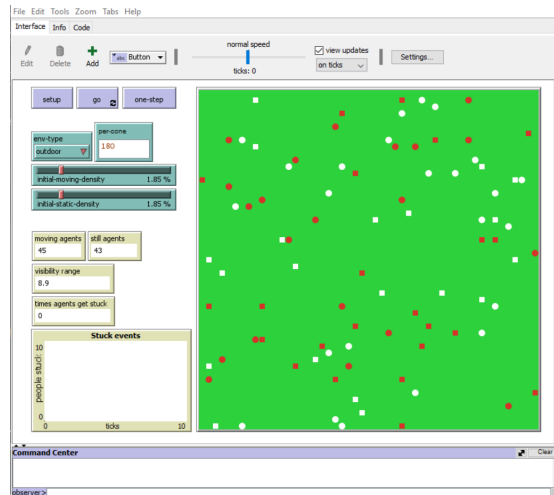 File Edit Tools Zoom Tabs Help
Interface Info Code
Edit Delete Add abc Button normal speed ticks: 0 view updates on ticks Settings...
setup go one-step
env-type outdoor
per-cone 180
initial-moving-density 1.85 %
initial-static-density 1.85 %
moving agents 45
still agents 43
visibility range 8.9
times agents get stuck 0
Stuck events
people stuck
10
0
0 ticks 10
Command Center Clear
observer>